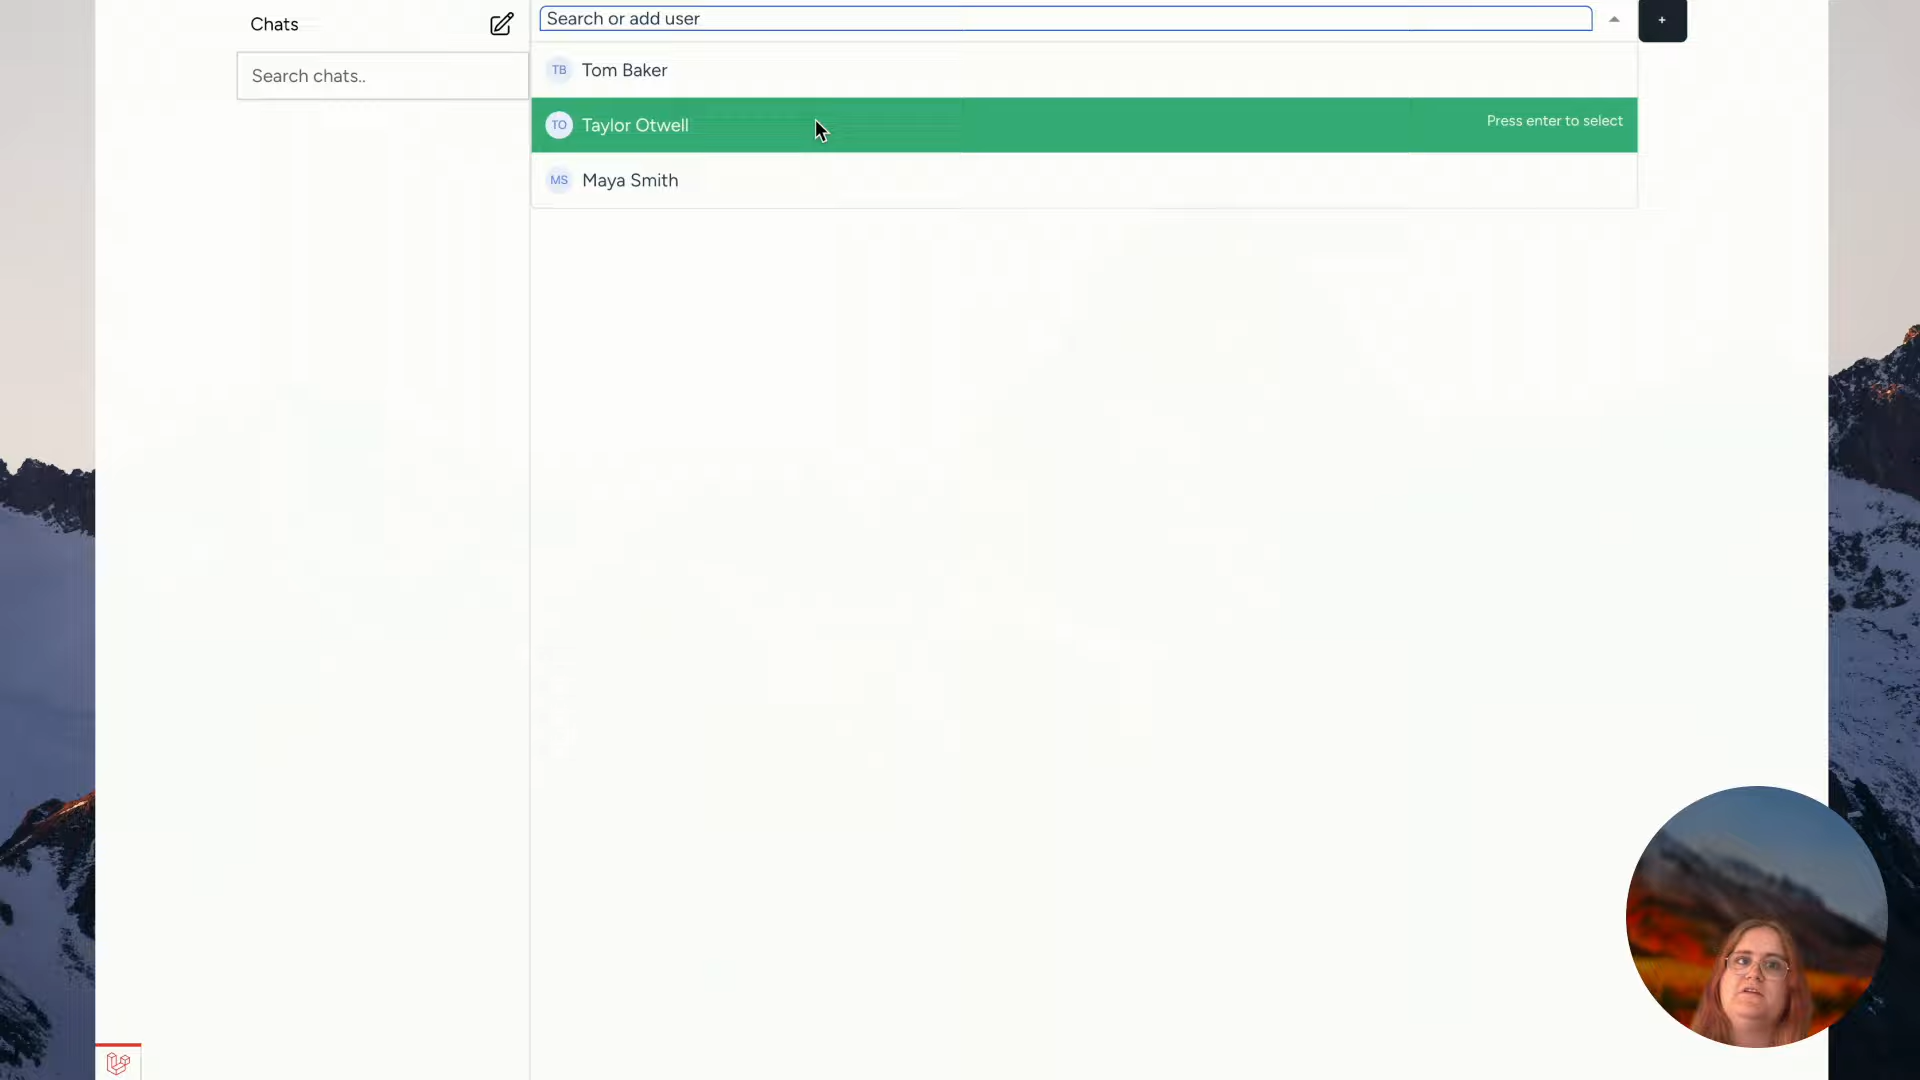 Chats
Search or add user
+
Search chats..
TB Tom Baker
TO Taylor Otwell
Press enter to select
MS Maya Smith